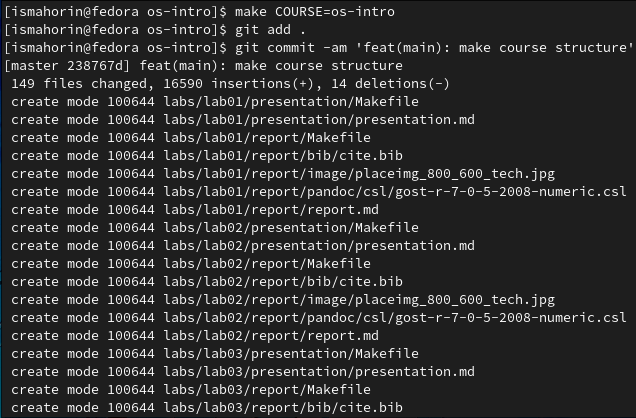 [ismahorin@fedora os-intro]$ make COURSE=os-intro
[ismahorin@fedora os-intro]$ git add .
[ismahorin@fedora os-intro]$ git commit -am 'feat(main): make course structure'
[master 238767d] feat(main): make course structure
 149 files changed, 16590 insertions(+), 14 deletions(-)
 create mode 100644 labs/lab01/presentation/Makefile
 create mode 100644 labs/lab01/presentation/presentation.md
 create mode 100644 labs/lab01/report/Makefile
 create mode 100644 labs/lab01/report/bib/cite.bib
 create mode 100644 labs/lab01/report/image/placeimg_800_600_tech.jpg
 create mode 100644 labs/lab01/report/pandoc/csl/gost-r-7-0-5-2008-numeric.csl
 create mode 100644 labs/lab01/report/report.md
 create mode 100644 labs/lab02/presentation/Makefile
 create mode 100644 labs/lab02/presentation/presentation.md
 create mode 100644 labs/lab02/report/Makefile
 create mode 100644 labs/lab02/report/bib/cite.bib
 create mode 100644 labs/lab02/report/image/placeimg_800_600_tech.jpg
 create mode 100644 labs/lab02/report/pandoc/csl/gost-r-7-0-5-2008-numeric.csl
 create mode 100644 labs/lab02/report/report.md
 create mode 100644 labs/lab03/presentation/Makefile
 create mode 100644 labs/lab03/presentation/presentation.md
 create mode 100644 labs/lab03/report/Makefile
 create mode 100644 labs/lab03/report/bib/cite.bib